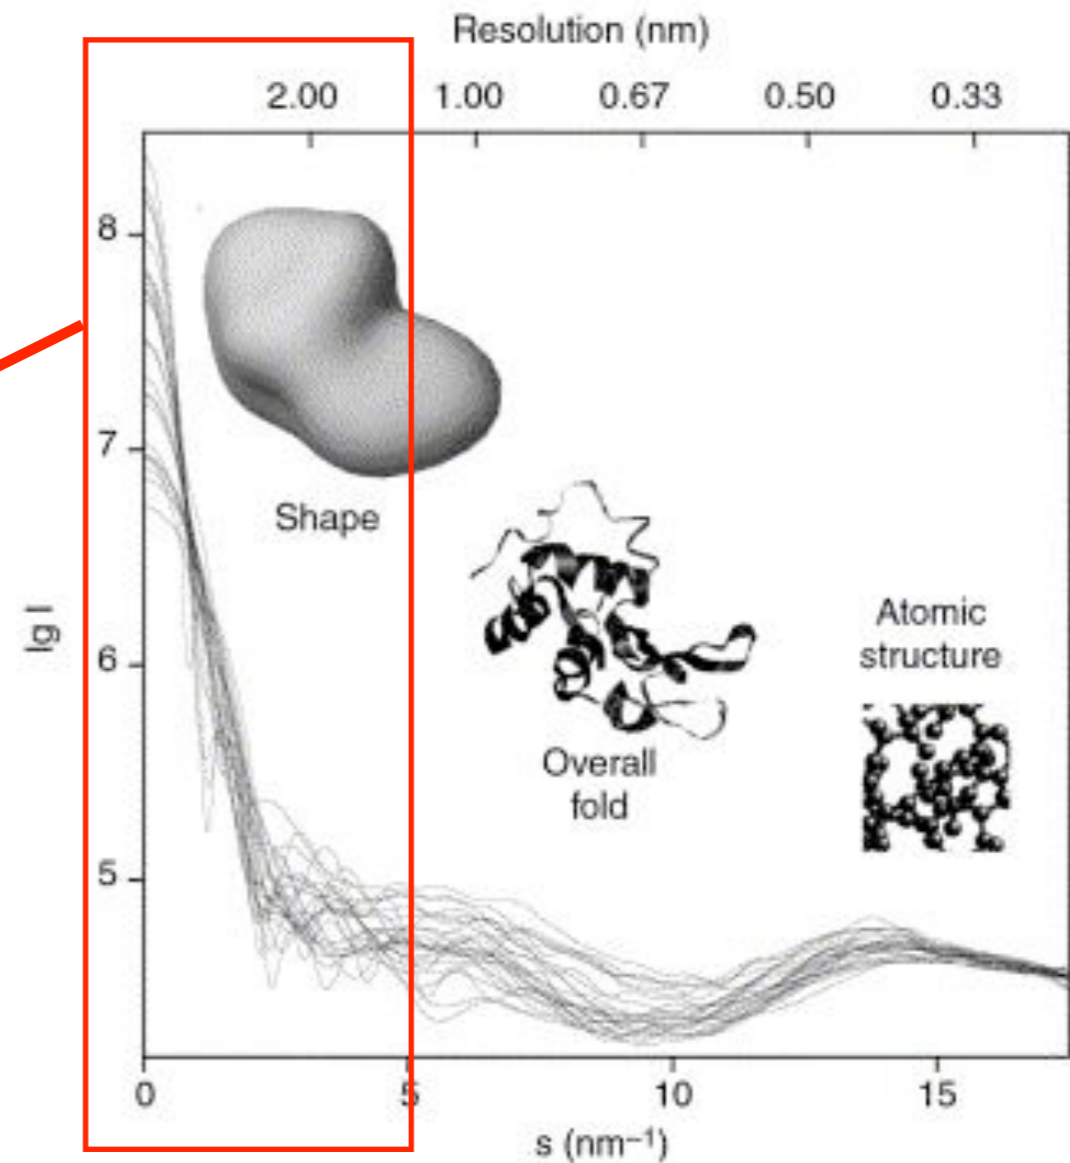 Resolution (nm)
2.00 1.00 0.67 0.50 0.33
8
7
6
5
lg I
Shape
Overall
fold
Atomic
structure
0 5 10 15
s (nm⁻¹)